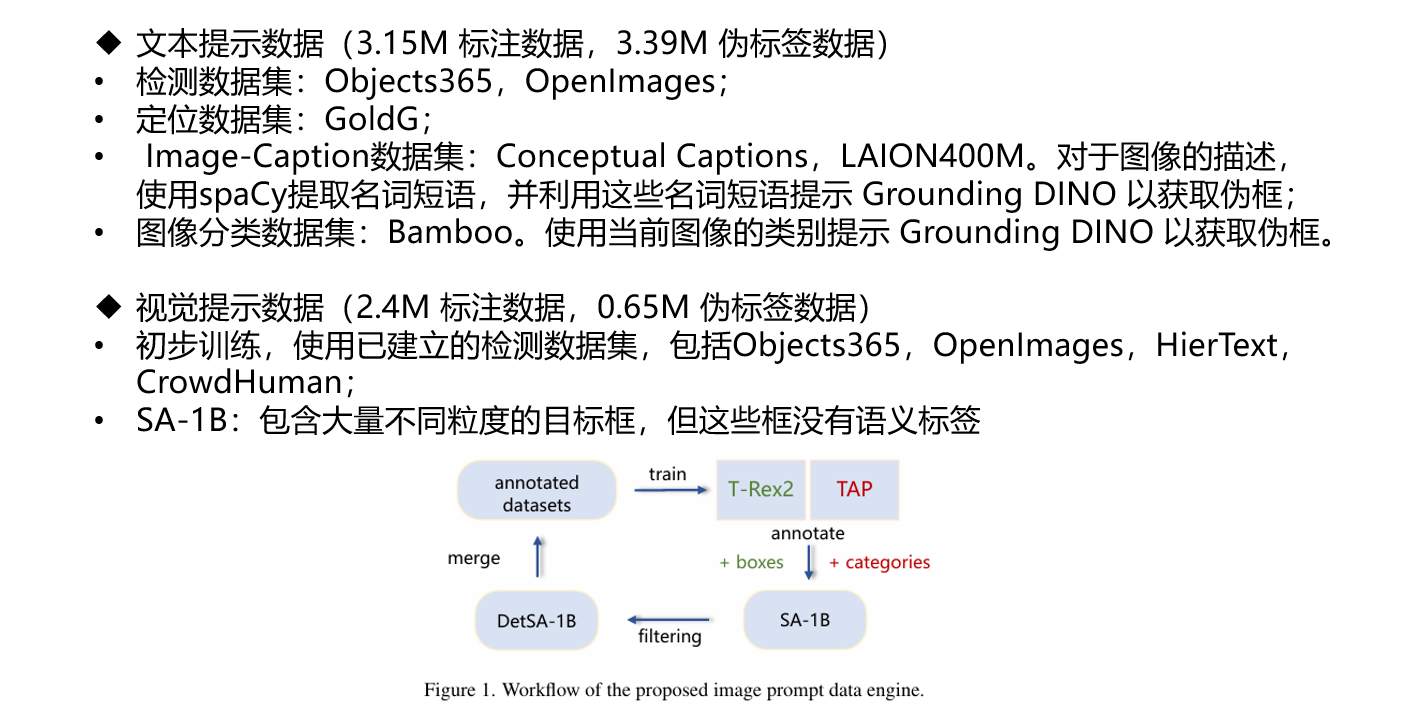 ◆ 文本提示数据（3.15M 标注数据，3.39M 伪标签数据）
• 检测数据集：Objects365，OpenImages；
• 定位数据集：GoldG；
• Image-Caption数据集：Conceptual Captions，LAION400M。对于图像的描述，
使用spaCy提取名词短语，并利用这些名词短语提示 Grounding DINO 以获取伪框；
• 图像分类数据集：Bamboo。使用当前图像的类别提示 Grounding DINO 以获取伪框。
◆ 视觉提示数据（2.4M 标注数据，0.65M 伪标签数据）
• 初步训练，使用已建立的检测数据集，包括Objects365，OpenImages，HierText，
CrowdHuman；
• SA-1B：包含大量不同粒度的目标框，但这些框没有语义标签
annotated
datasets
train
T-Rex2
TAP
annotate
+ boxes
+ categories
merge
DetSA-1B
filtering
SA-1B
Figure 1. Workflow of the proposed image prompt data engine.